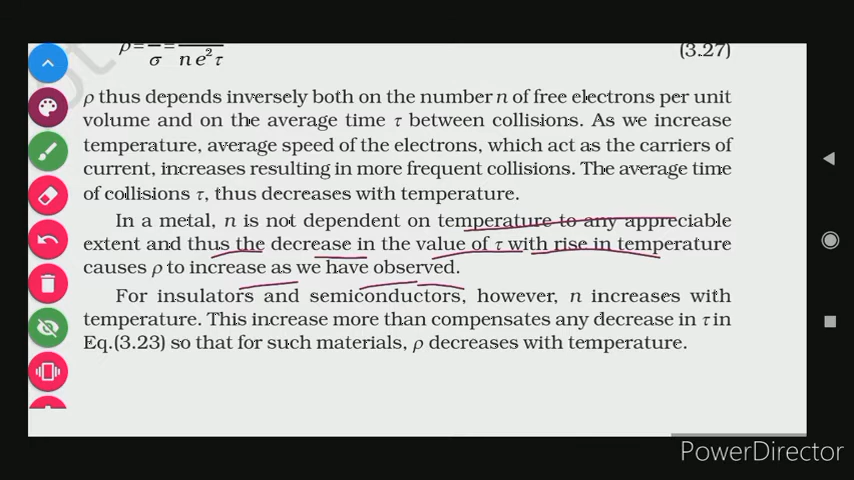 ρ = — = ———
σ n e² τ (3.27)
ρ thus depends inversely both on the number n of free electrons per unit
volume and on the average time τ between collisions. As we increase
temperature, average speed of the electrons, which act as the carriers of
current, increases resulting in more frequent collisions. The average time
of collisions τ, thus decreases with temperature.
In a metal, n is not dependent on temperature to any appreciable
extent and thus the decrease in the value of τ with rise in temperature
causes ρ to increase as we have observed.
For insulators and semiconductors, however, n increases with
temperature. This increase more than compensates any decrease in τ in
Eq.(3.23) so that for such materials, ρ decreases with temperature.
PowerDirector